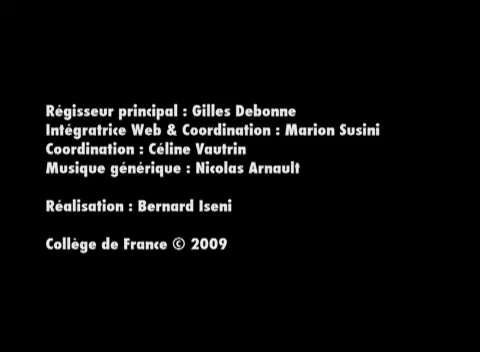 Régisseur principal : Gilles Debonne
Intégratrice Web & Coordination : Marion Susini
Coordination : Céline Vautrin
Musique générique : Nicolas Arnault
Réalisation : Bernard Iseni
Collège de France © 2009